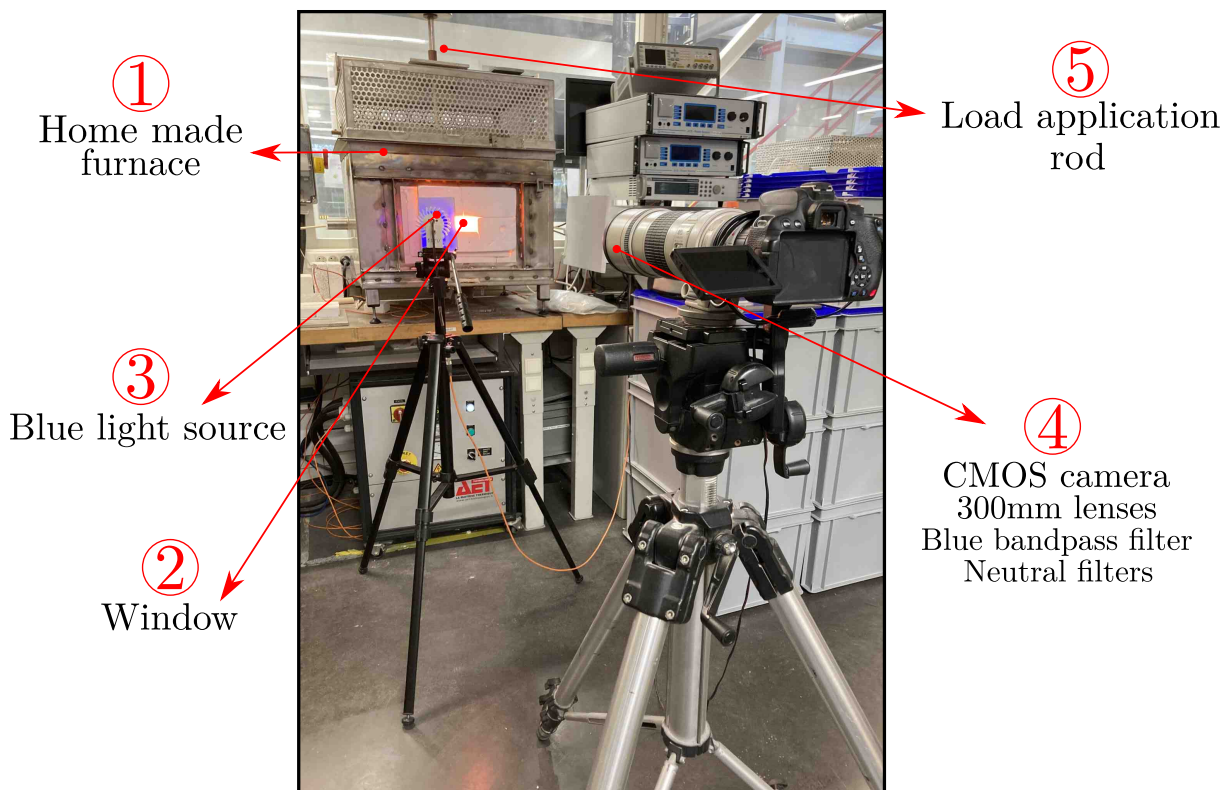 ①
Home made
furnace
⑤
Load application
rod
③
Blue light source
④
CMOS camera
300mm lenses
Blue bandpass filter
Neutral filters
②
Window
AET